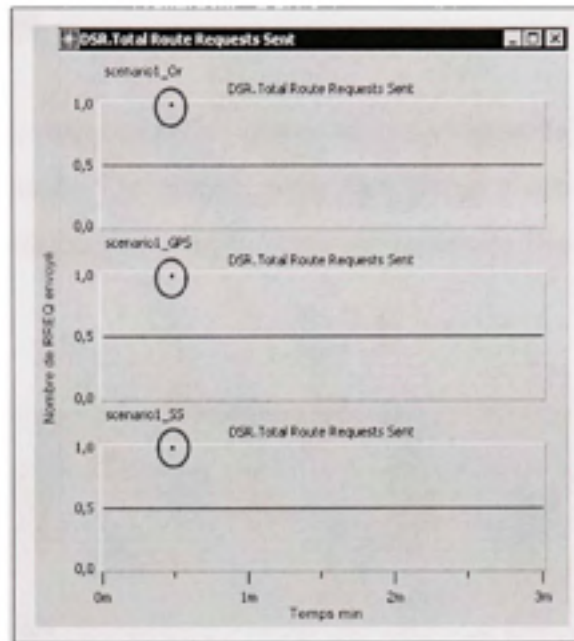 DSR.Total Route Requests Sent
scenario1_Or
DSR.Total Route Requests Sent
1,0
0,5
0,0
scenario1_GPS
DSR.Total Route Requests Sent
1,0
0,5
0,0
scenario1_SS
DSR.Total Route Requests Sent
1,0
0,5
0,0
0m
1m
2m
3m
Temps min
Nombre de RREQ envoyé